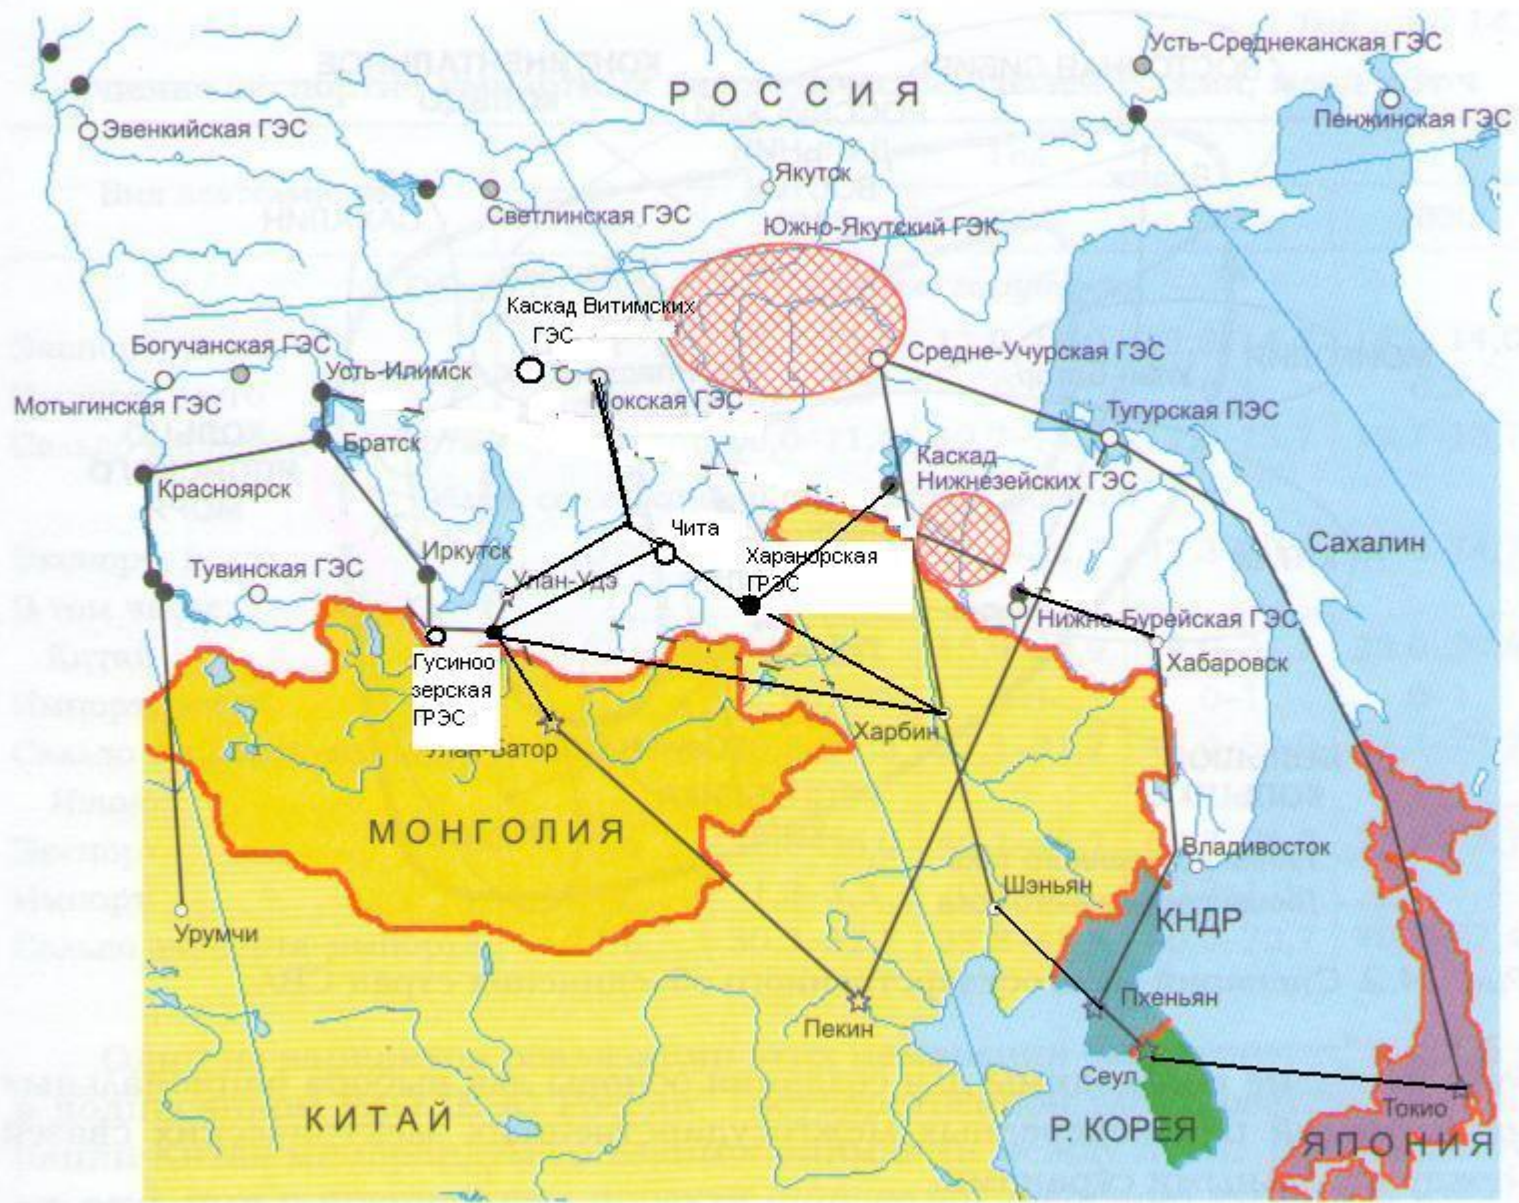 Усть-Среднеканская ГЭС
РОССИЯ
Пенжинская ГЭС
Эвенкийская ГЭС
Якутск
Светлинская ГЭС
Южно-Якутский ГЭК
Каскад Витимских
ГЭС
Богучанская ГЭС
Усть-Илимск
Средне-Учурская ГЭС
Мотыгинская ГЭС
Мокская ГЭС
Тугурская ПЭС
Братск
Каскад
Нижнезейских ГЭС
Красноярск
Чита
Сахалин
Иркутск
Харанорская
ГРЭС
Тувинская ГЭС
Улан-Удэ
Нижно-Бурейская ГЭС
Хабаровск
Гусиноо
зерская
ГРЭС
Харбин
Улан-Батор
МОНГОЛИЯ
Владивосток
Шэньян
КНДР
Урумчи
Пхеньян
Пекин
Сеул
Токио
КИТАЙ
Р. КОРЕЯ
ЯПОНИЯ